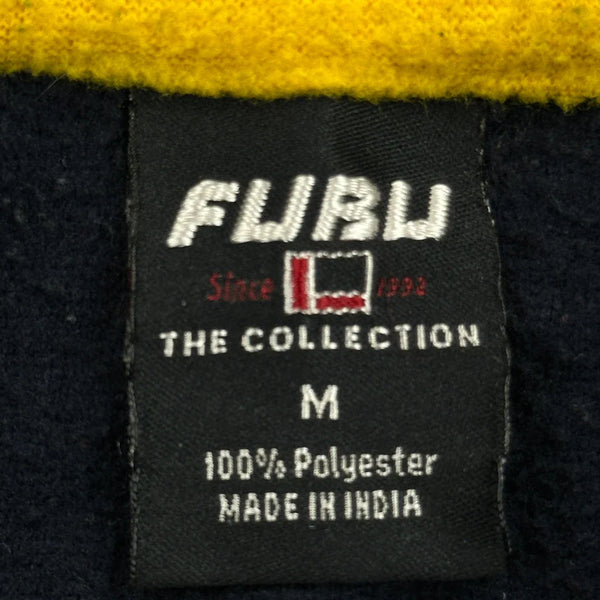 FUBU
Since 1992
THE COLLECTION
M
100% Polyester
MADE IN INDIA